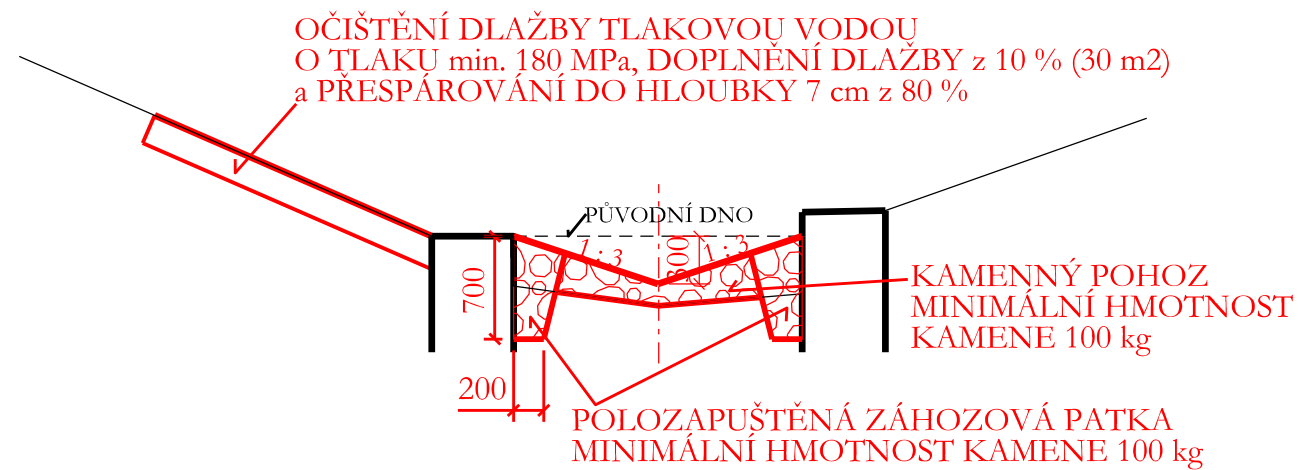 OČIŠTĚNÍ DLAŽBY TLAKOVOU VODOU
O TLAKU min. 180 MPa, DOPLNĚNÍ DLAŽBY z 10 % (30 m2)
a PŘESPÁROVÁNÍ DO HLOUBKY 7 cm z 80 %
PŮVODNÍ DNO
1 : 3
300
1 : 3
700
KAMENNÝ POHOZ
MINIMÁLNÍ HMOTNOST
KAMENE 100 kg
200
POLOZAPUŠTĚNÁ ZÁHOZOVÁ PATKA
MINIMÁLNÍ HMOTNOST KAMENE 100 kg